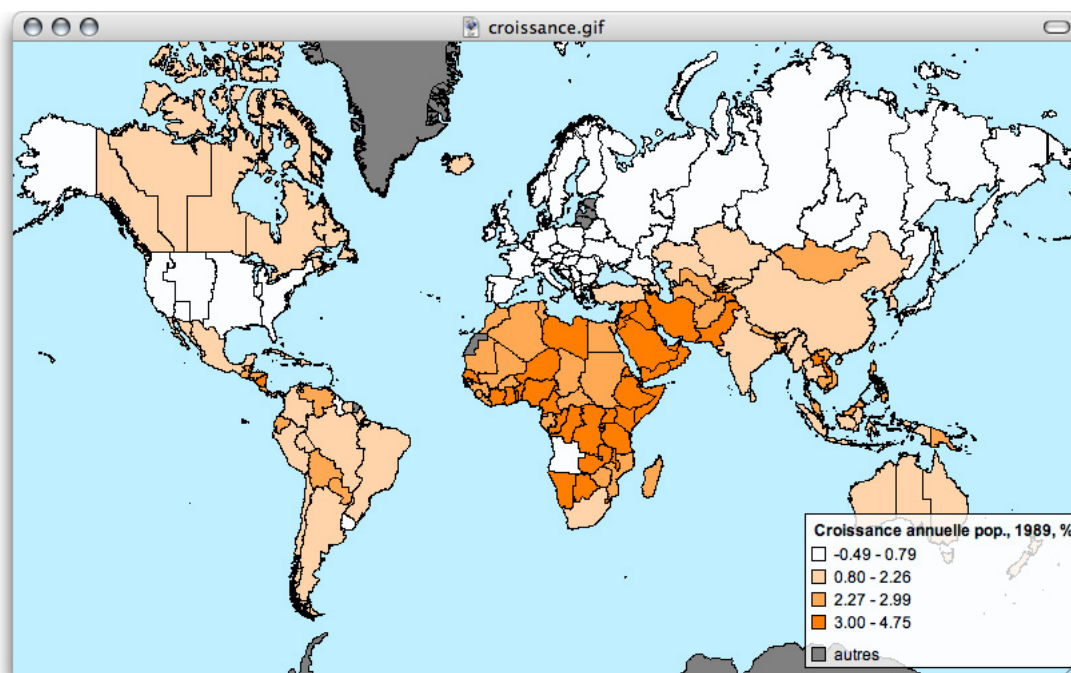 croissance.gif
Croissance annuelle pop., 1989, %
-0.49 - 0.79
0.80 - 2.26
2.27 - 2.99
3.00 - 4.75
autres